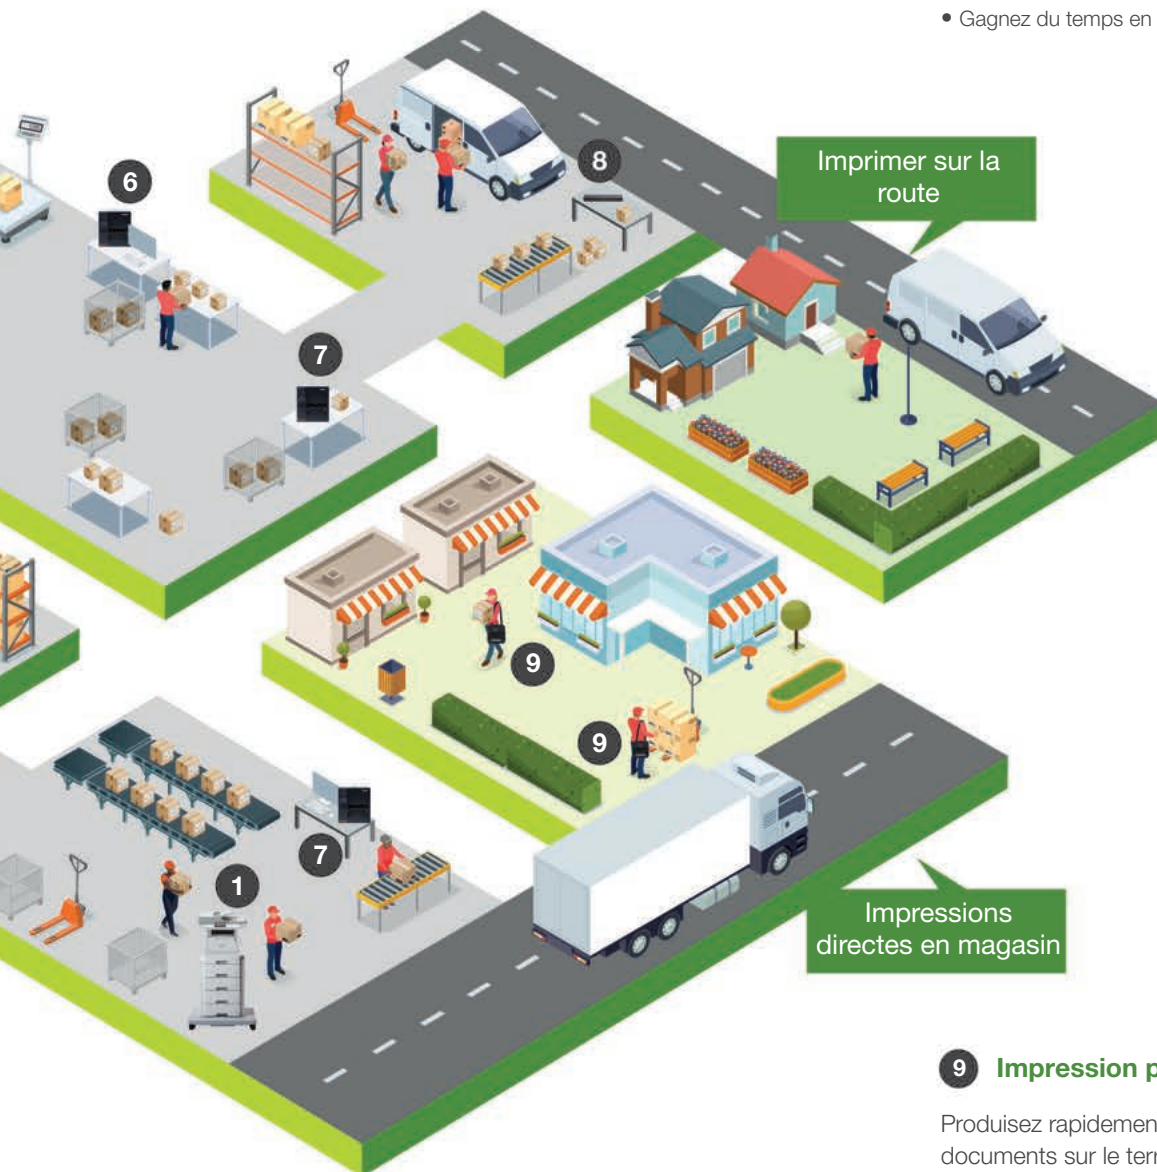 • Gagnez du temps en
8
Imprimer sur la
route
6
7
9
9
7
1
Impressions
directes en magasin
9 Impression p
Produisez rapidemen
documents sur le terr